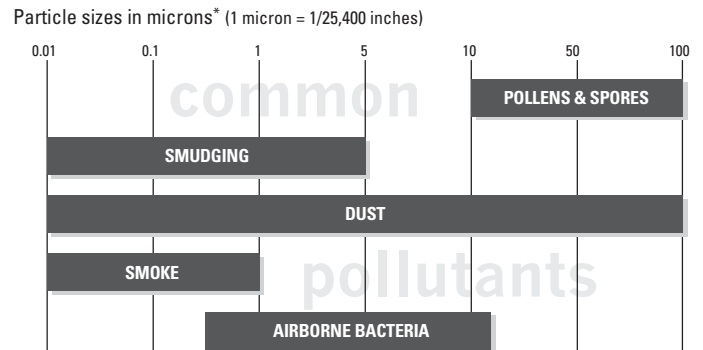 Particle sizes in microns* (1 micron = 1/25,400 inches)
0.01 0.1 1 5 10 50 100
common
POLLENS & SPORES
SMUDGING
DUST
SMOKE
pollutants
AIRBORNE BACTERIA